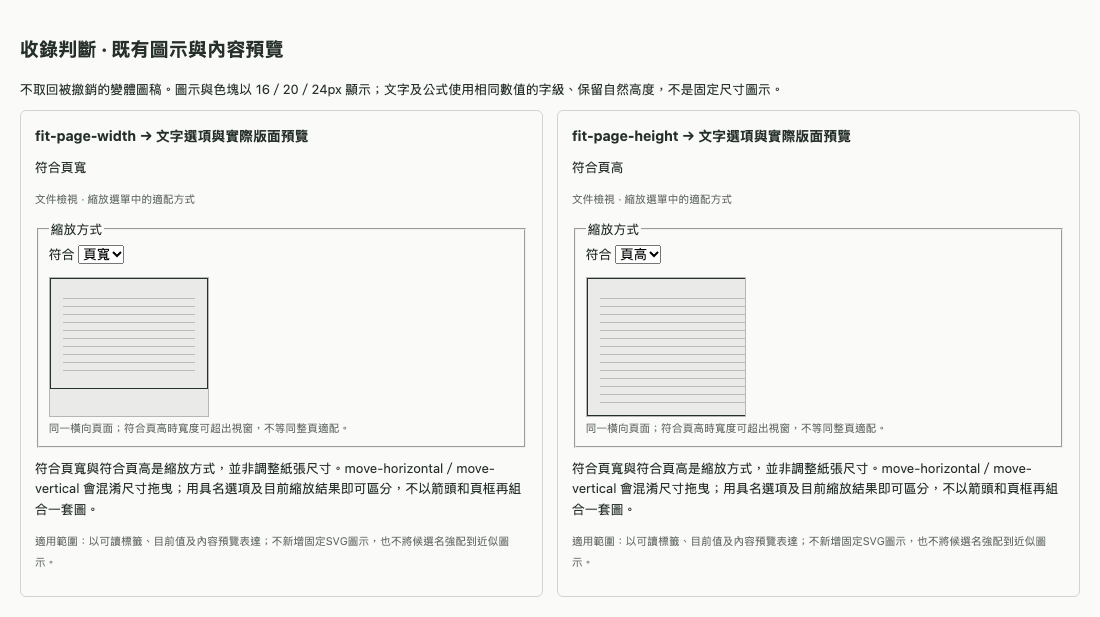 收錄判斷 · 既有圖示與內容預覽
不取回被撤銷的變體圖稿。圖示與色塊以 16 / 20 / 24px 顯示；文字及公式使用相同數值的字級、保留自然高度，不是固定尺寸圖示。
fit-page-width → 文字選項與實際版面預覽
符合頁寬
文件檢視 · 縮放選單中的適配方式
縮放方式
符合 頁寬
同一橫向頁面；符合頁高時寬度可超出視窗，不等同整頁適配。
符合頁寬與符合頁高是縮放方式，並非調整紙張尺寸。move-horizontal / move-
vertical 會混淆尺寸拖曳；用具名選項及目前縮放結果即可區分，不以箭頭和頁框再組
合一套圖。
適用範圍：以可讀標籤、目前值及內容預覽表達；不新增固定SVG圖示，也不將候選名強配到近似圖
示。
fit-page-height → 文字選項與實際版面預覽
符合頁高
文件檢視 · 縮放選單中的適配方式
縮放方式
符合 頁高
同一橫向頁面；符合頁高時寬度可超出視窗，不等同整頁適配。
符合頁寬與符合頁高是縮放方式，並非調整紙張尺寸。move-horizontal / move-
vertical 會混淆尺寸拖曳；用具名選項及目前縮放結果即可區分，不以箭頭和頁框再組
合一套圖。
適用範圍：以可讀標籤、目前值及內容預覽表達；不新增固定SVG圖示，也不將候選名強配到近似圖
示。